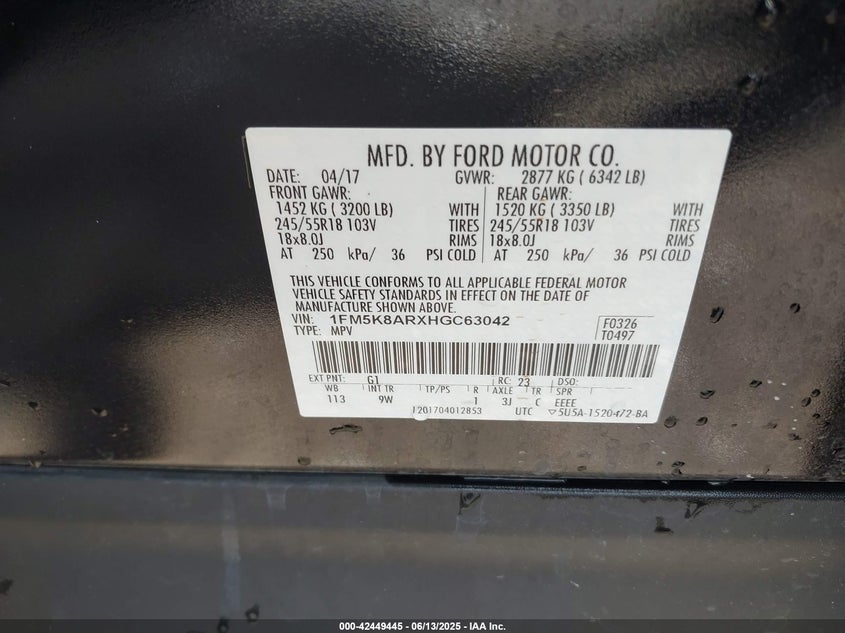 MFD. BY FORD MOTOR CO.
DATE: 04/17 GVWR: 2877 KG ( 6342 LB)
FRONT GAWR: REAR GAWR:
1452 KG ( 3200 LB) WITH 1520 KG ( 3350 LB) WITH
245/55R18 103V TIRES 245/55R18 103V TIRES
18x8.0J RIMS 18x8.0J RIMS
AT 250 kPa/ 36 PSI COLD AT 250 kPa/ 36 PSI COLD
THIS VEHICLE CONFORMS TO ALL APPLICABLE FEDERAL MOTOR
VEHICLE SAFETY STANDARDS IN EFFECT ON THE DATE OF
MANUFACTURE SHOWN ABOVE.
VIN: 1FM5K8ARXHGC63042 F0326
TYPE: MPV T0497
EXT PNT: G1 RC: 23 DSO:
WB INT TR TP/PS R AXLE TR SPR
113 9W 1 3J C EEEE
1201704012853 UTC ▽5U5A-1520472-BA
000-42449445 - 06/13/2025 - IAA Inc.